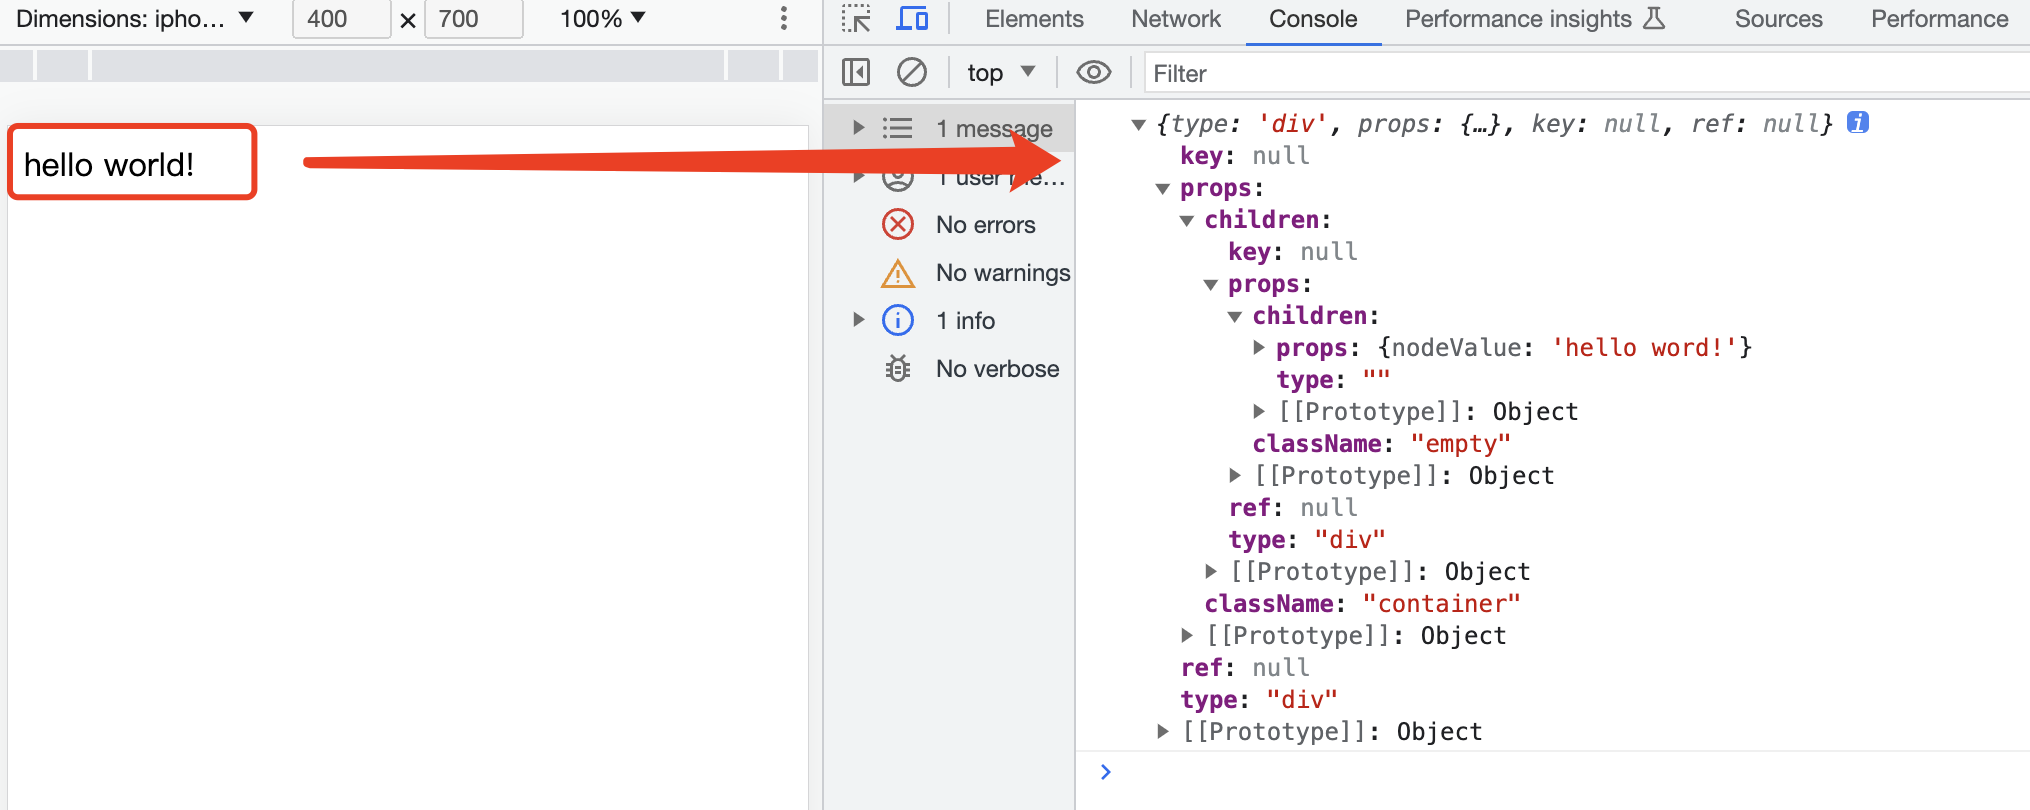 Dimensions: ipho... 400 × 700 100%
Elements Network Console Performance insights Sources Performance
top Filter
hello world!
1 message
1 user me...
No errors
No warnings
1 info
No verbose
{type: 'div', props: {…}, key: null, ref: null} i
key: null
props:
children:
key: null
props:
children:
props: {nodeValue: 'hello word!'}
type: ""
[[Prototype]]: Object
className: "empty"
[[Prototype]]: Object
ref: null
type: "div"
[[Prototype]]: Object
className: "container"
[[Prototype]]: Object
ref: null
type: "div"
[[Prototype]]: Object